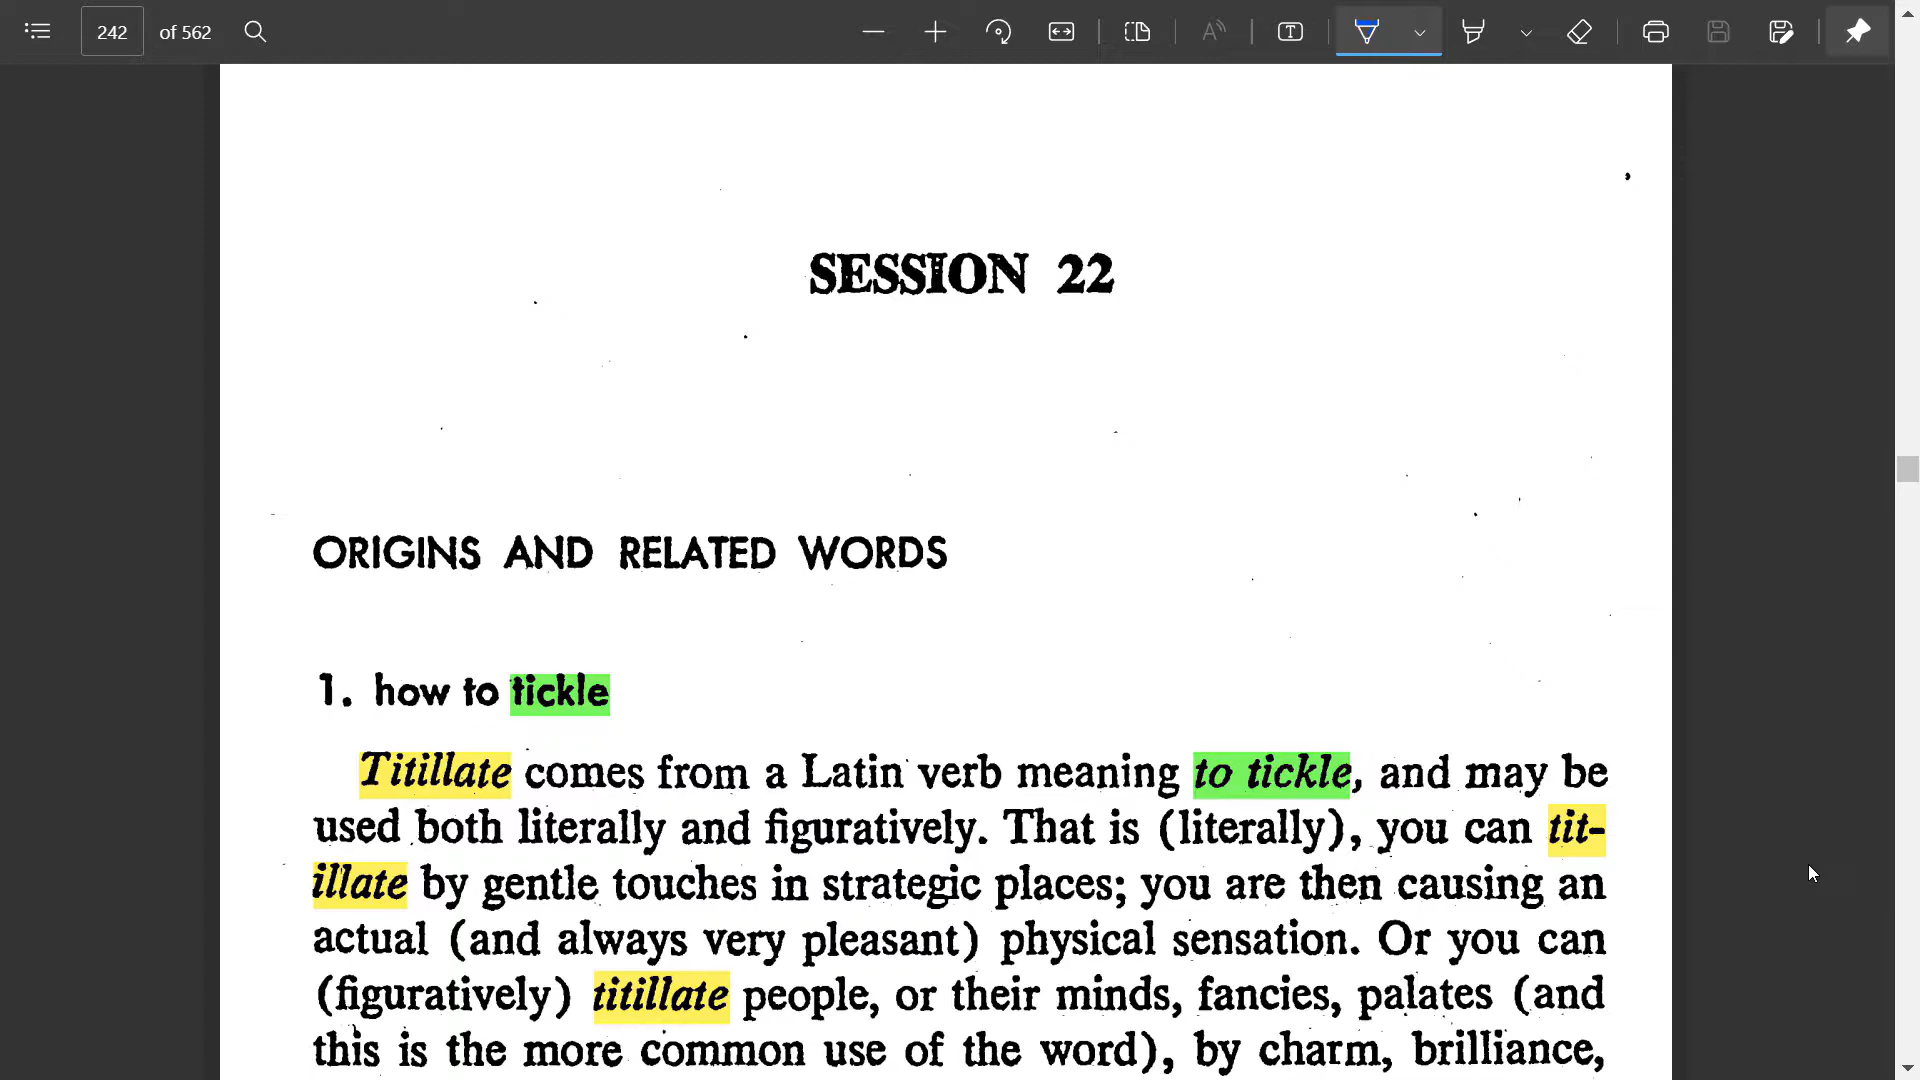 242 of 562
SESSION 22
ORIGINS AND RELATED WORDS
1. how to tickle
Titillate comes from a Latin verb meaning to tickle, and may be
used both literally and figuratively. That is (literally), you can tit-
illate by gentle touches in strategic places; you are then causing an
actual (and always very pleasant) physical sensation. Or you can
(figuratively) titillate people, or their minds, fancies, palates (and
this is the more common use of the word), by charm, brilliance,